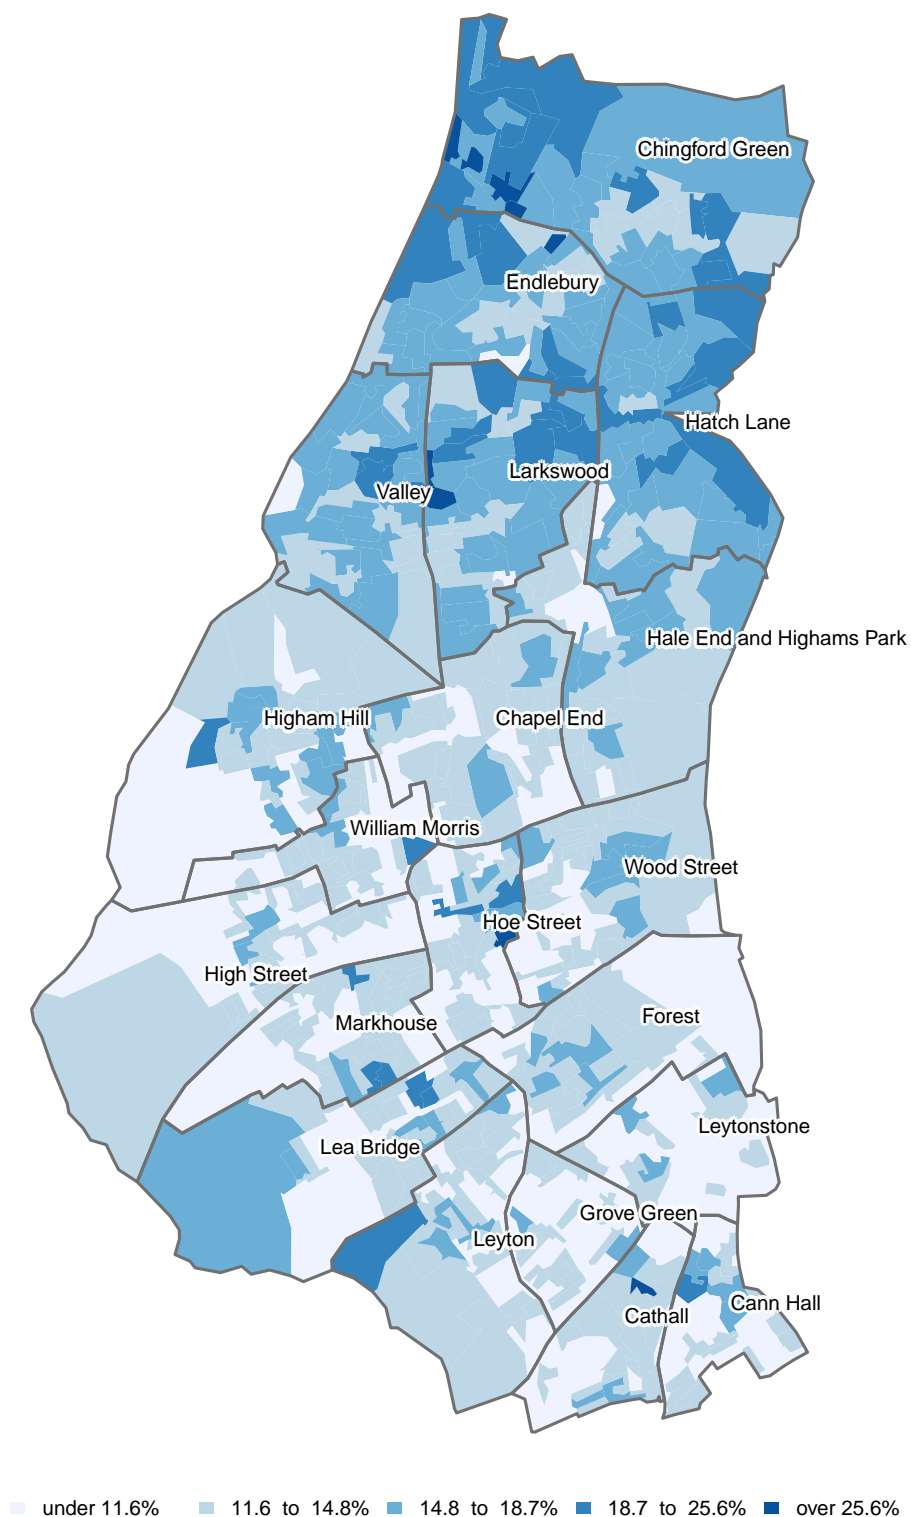 Chingford Green
Endlebury
Hatch Lane
Larkswood
Valley
Hale End and Highams Park
Higham Hill
Chapel End
William Morris
Wood Street
Hoe Street
High Street
Forest
Markhouse
Leytonstone
Lea Bridge
Grove Green
Leyton
Cann Hall
Cathall
under 11.6% 11.6 to 14.8% 14.8 to 18.7% 18.7 to 25.6% over 25.6%